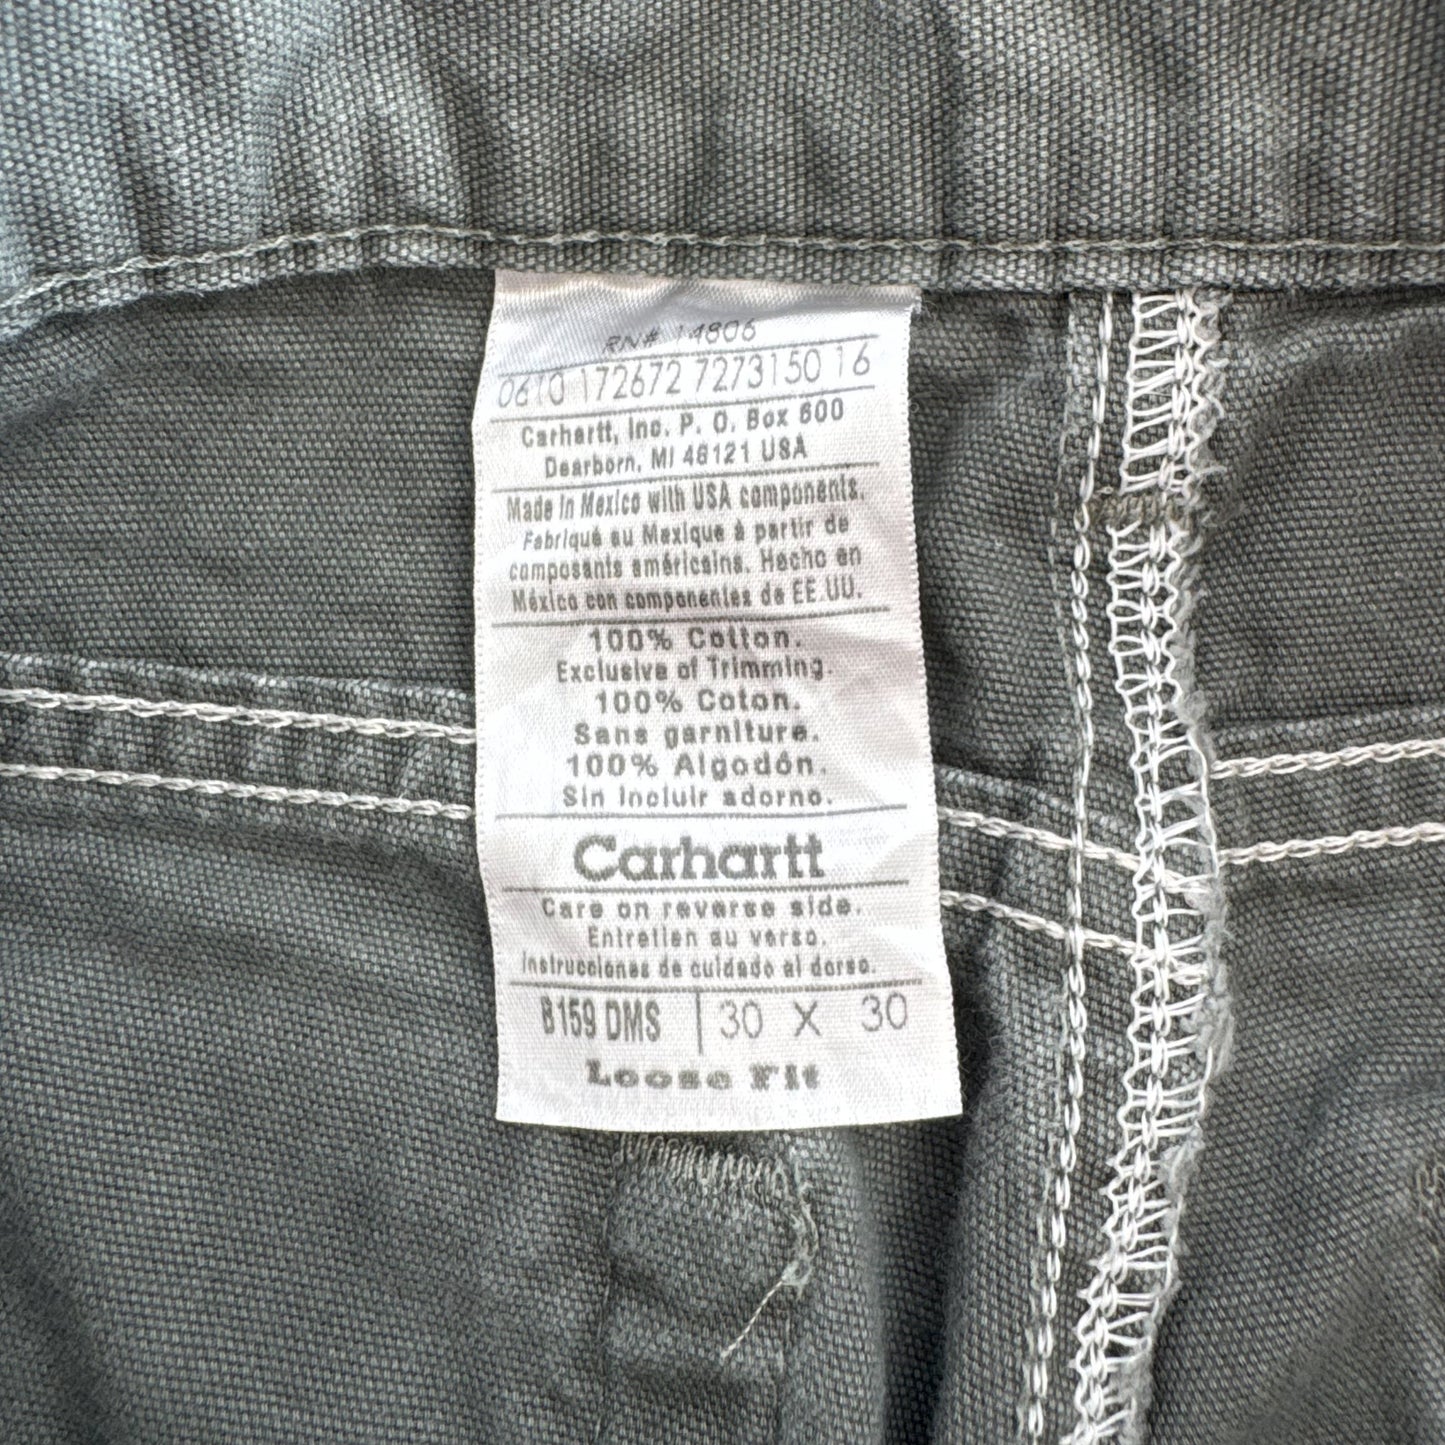 RN# 14806
0610 172672 7273150 16
Carhartt, Inc. P. O. Box 600
Dearborn, MI 48121 USA
Made in Mexico with USA components.
Fabriqué au Mexique à partir de
composants américains. Hecho en
México con componentes de EE.UU.
100% Cotton.
Exclusive of Trimming.
100% Coton.
Sans garniture.
100% Algodón.
Sin incluir adorno.
Carhartt
Care on reverse side.
Entretien au verso.
Instrucciones de cuidado al dorso.
B159 DMS | 30 X 30
Loose Fit